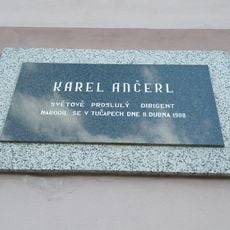 KAREL ANČERL
SVĚTOVĚ PROSLULÝ DIRIGENT
NARODIL SE V TUČAPECH DNE 11. DUBNA 1908